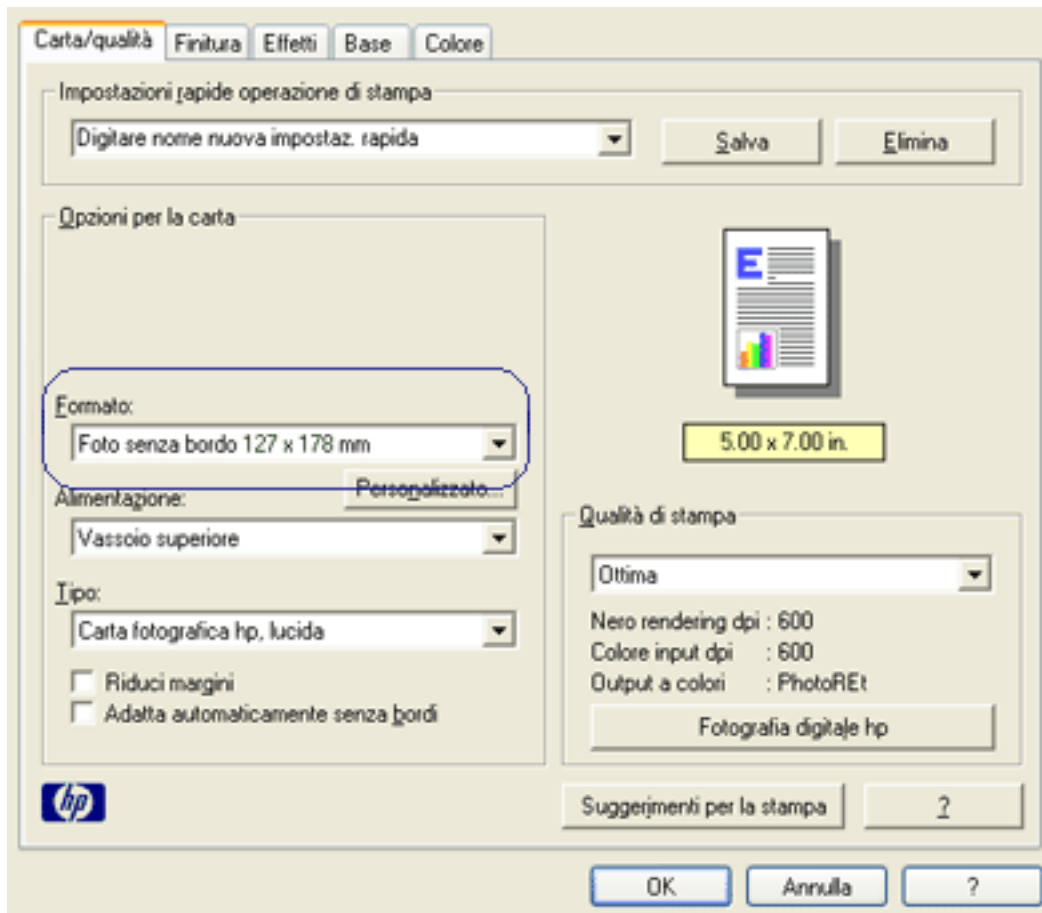 Carta/qualità Finitura Effetti Base Colore
Impostazioni rapide operazione di stampa
Digitare nome nuova impostaz. rapida
Salva
Elimina
Opzioni per la carta
E
Formato:
Foto senza bordo 127 x 178 mm
5.00 x 7.00 in.
Personalizzato...
Alimentazione:
Vassoio superiore
Tipo:
Carta fotografica hp, lucida
Riduci margini
Adatta automaticamente senza bordi
Qualità di stampa
Ottima
Nero rendering dpi : 600
Colore input dpi : 600
Output a colori : PhotoREt
Fotografia digitale hp
hp
Suggerimenti per la stampa
?
OK
Annulla
?